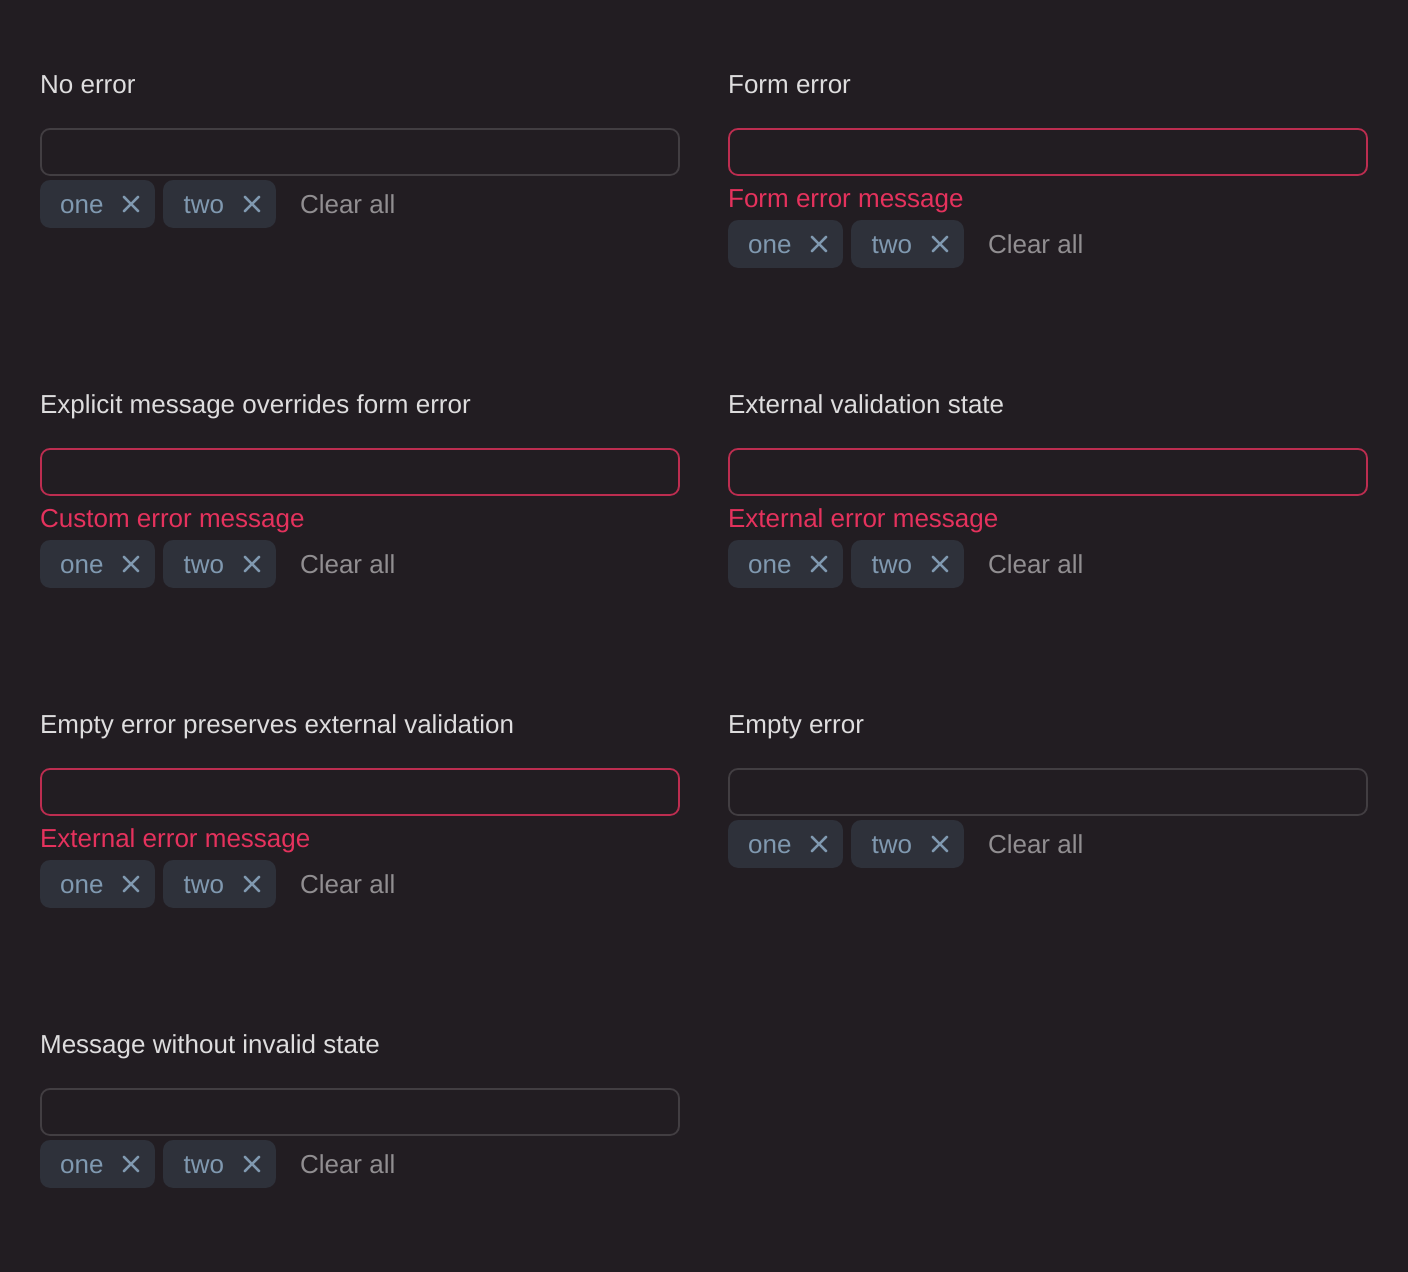 No error
one two Clear all
Form error
Form error message
one two Clear all
Explicit message overrides form error
Custom error message
one two Clear all
External validation state
External error message
one two Clear all
Empty error preserves external validation
External error message
one two Clear all
Empty error
one two Clear all
Message without invalid state
one two Clear all